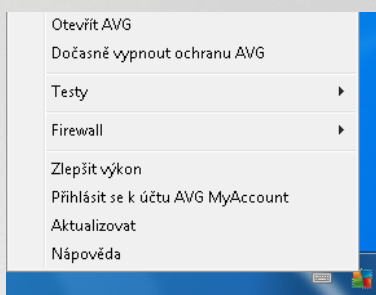 Otevřít AVG
Dočasně vypnout ochranu AVG
Testy
Firewall
Zlepšit výkon
Přihlásit se k účtu AVG MyAccount
Aktualizovat
Nápověda